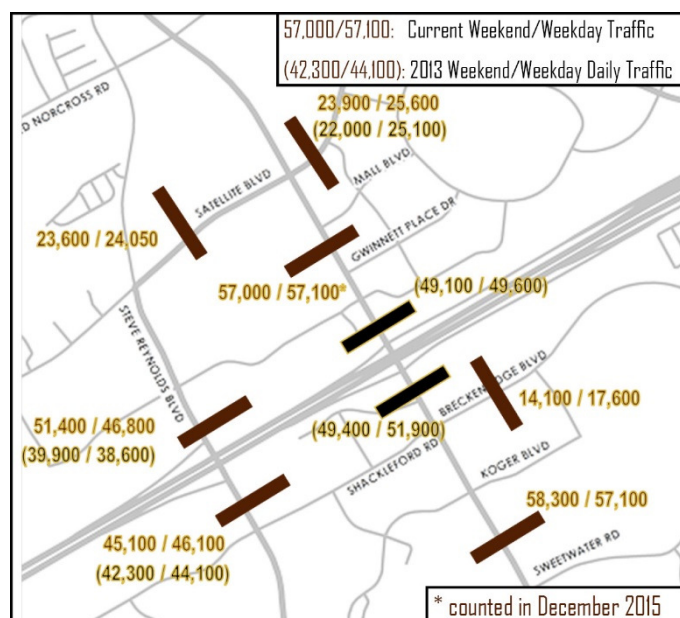 57,000/57,100: Current Weekend/Weekday Traffic
(42,300/44,100): 2013 Weekend/Weekday Daily Traffic
D NORCROSS RD
23,900 / 25,600
(22,000 / 25,100)
MALL BLVD
SATELLITE BLVD
GWINNETT PLACE DR
23,600 / 24,050
57,000 / 57,100*
(49,100 / 49,600)
STEVE REYNOLDS BLVD
BRECKENRIDGE BLVD
14,100 / 17,600
51,400 / 46,800
(39,900 / 38,600)
(49,400 / 51,900)
SHACKLEFORD RD
KOGER BLVD
58,300 / 57,100
45,100 / 46,100
(42,300 / 44,100)
SWEETWATER RD
* counted in December 2015